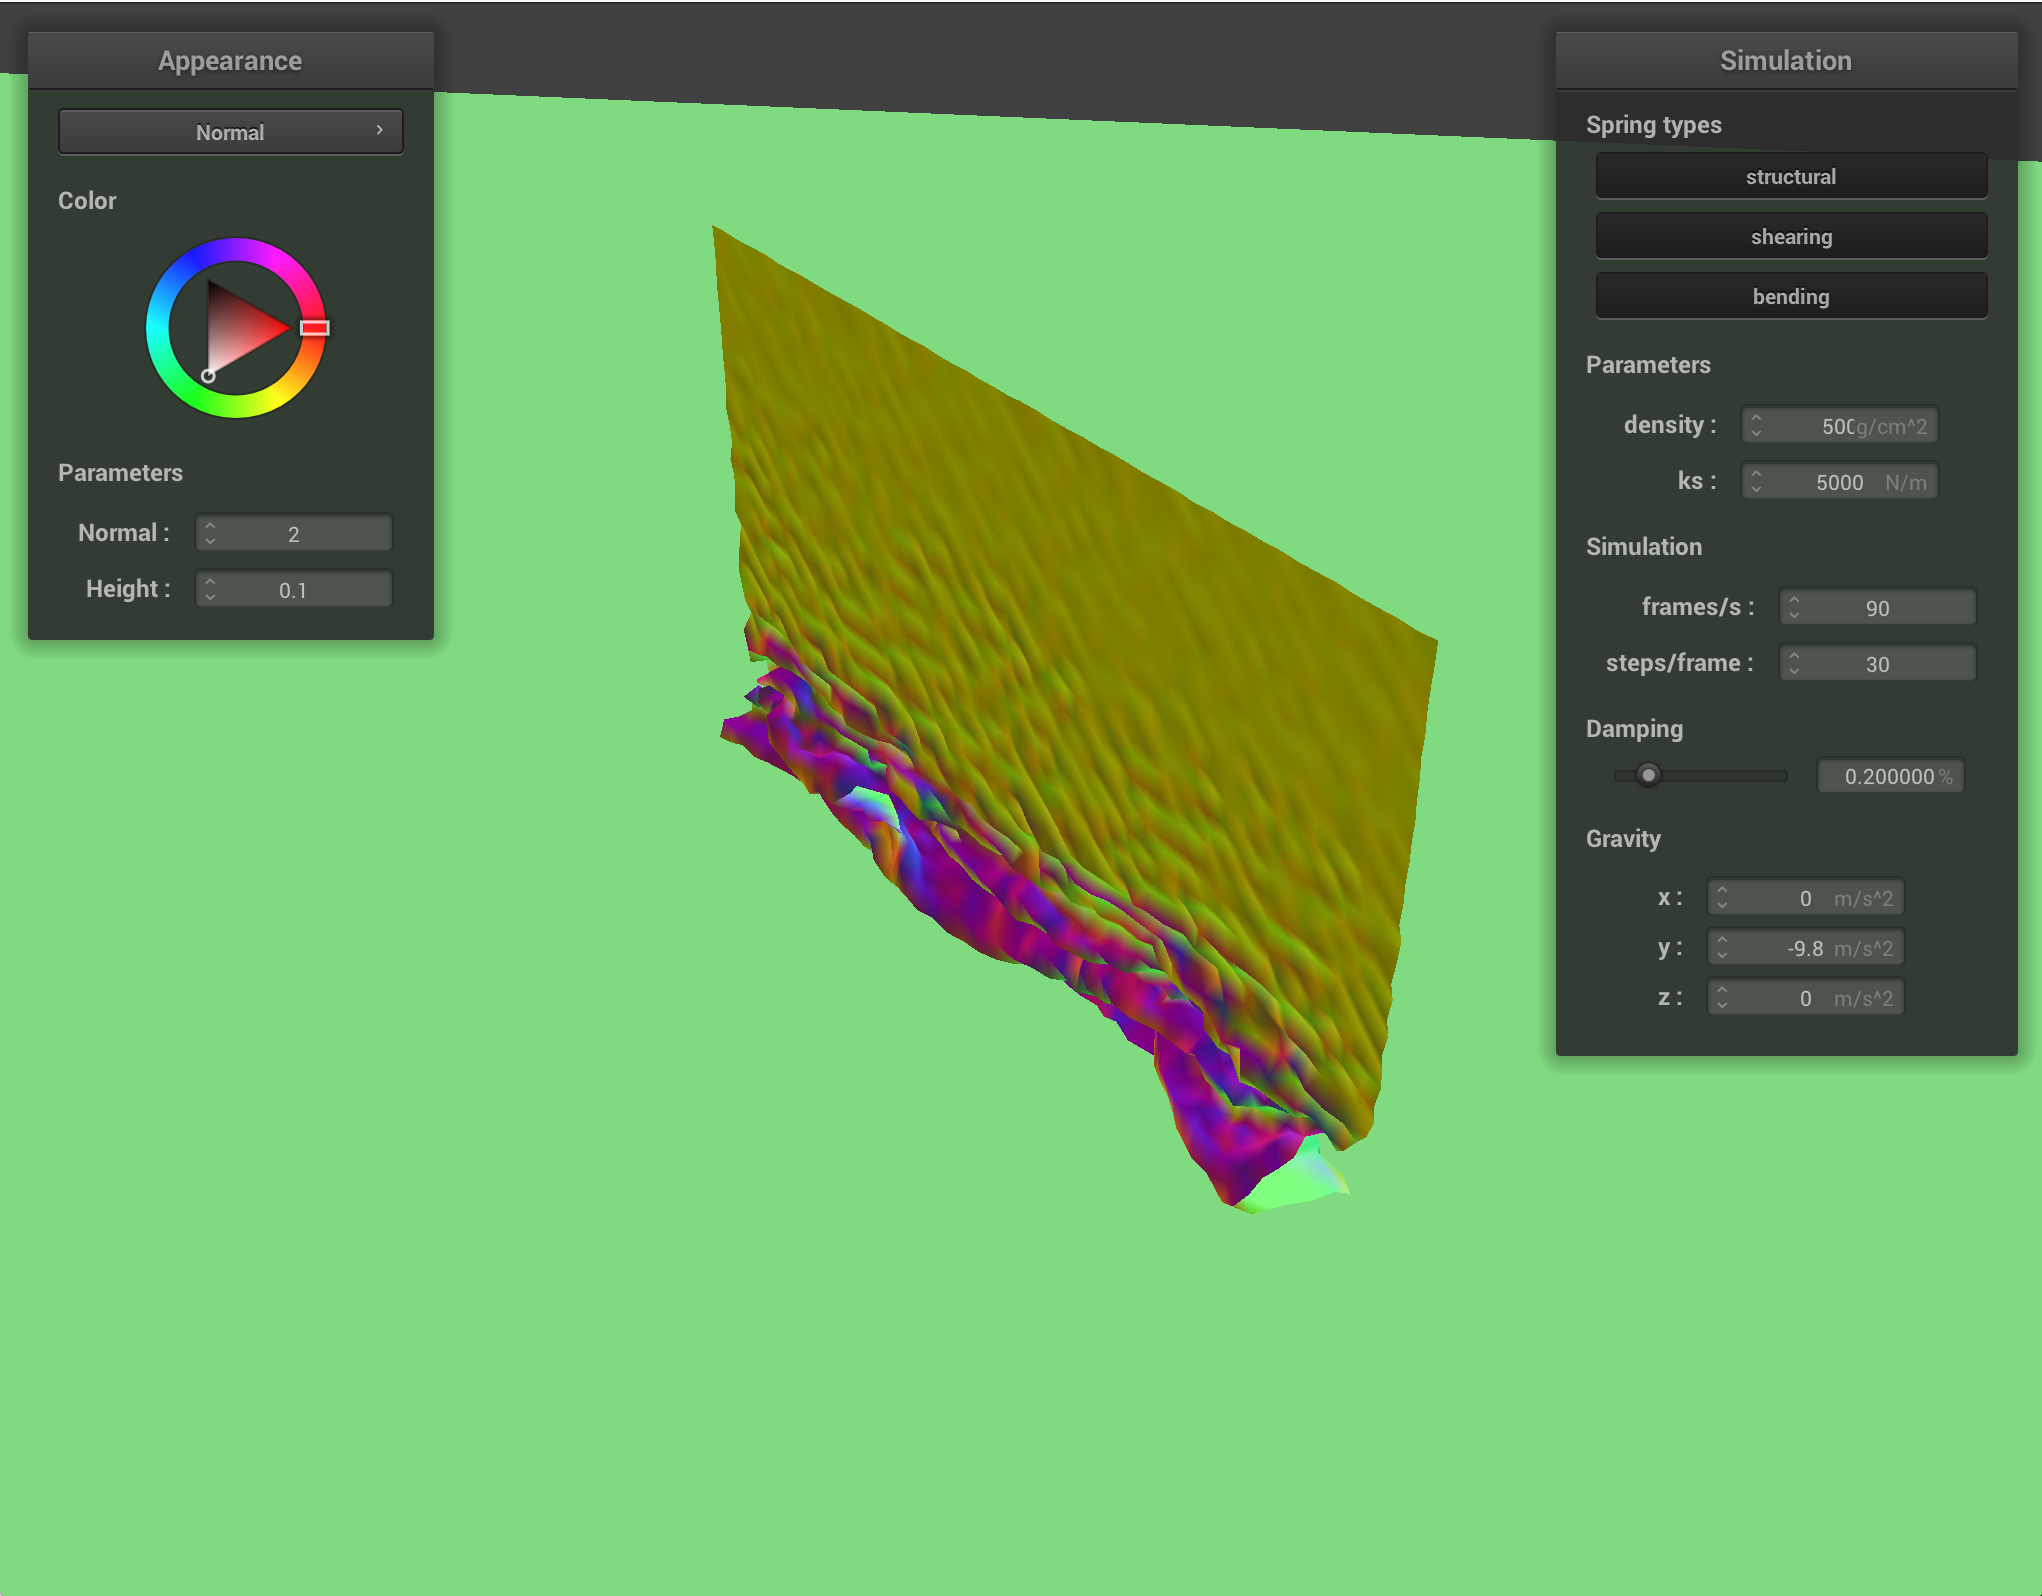 Appearance
Normal
Color
Parameters
Normal : 2
Height : 0.1
Simulation
Spring types
structural
shearing
bending
Parameters
density : 500 g/cm^2
ks : 5000 N/m
Simulation
frames/s : 90
steps/frame : 30
Damping
0.200000 %
Gravity
x : 0 m/s^2
y : -9.8 m/s^2
z : 0 m/s^2